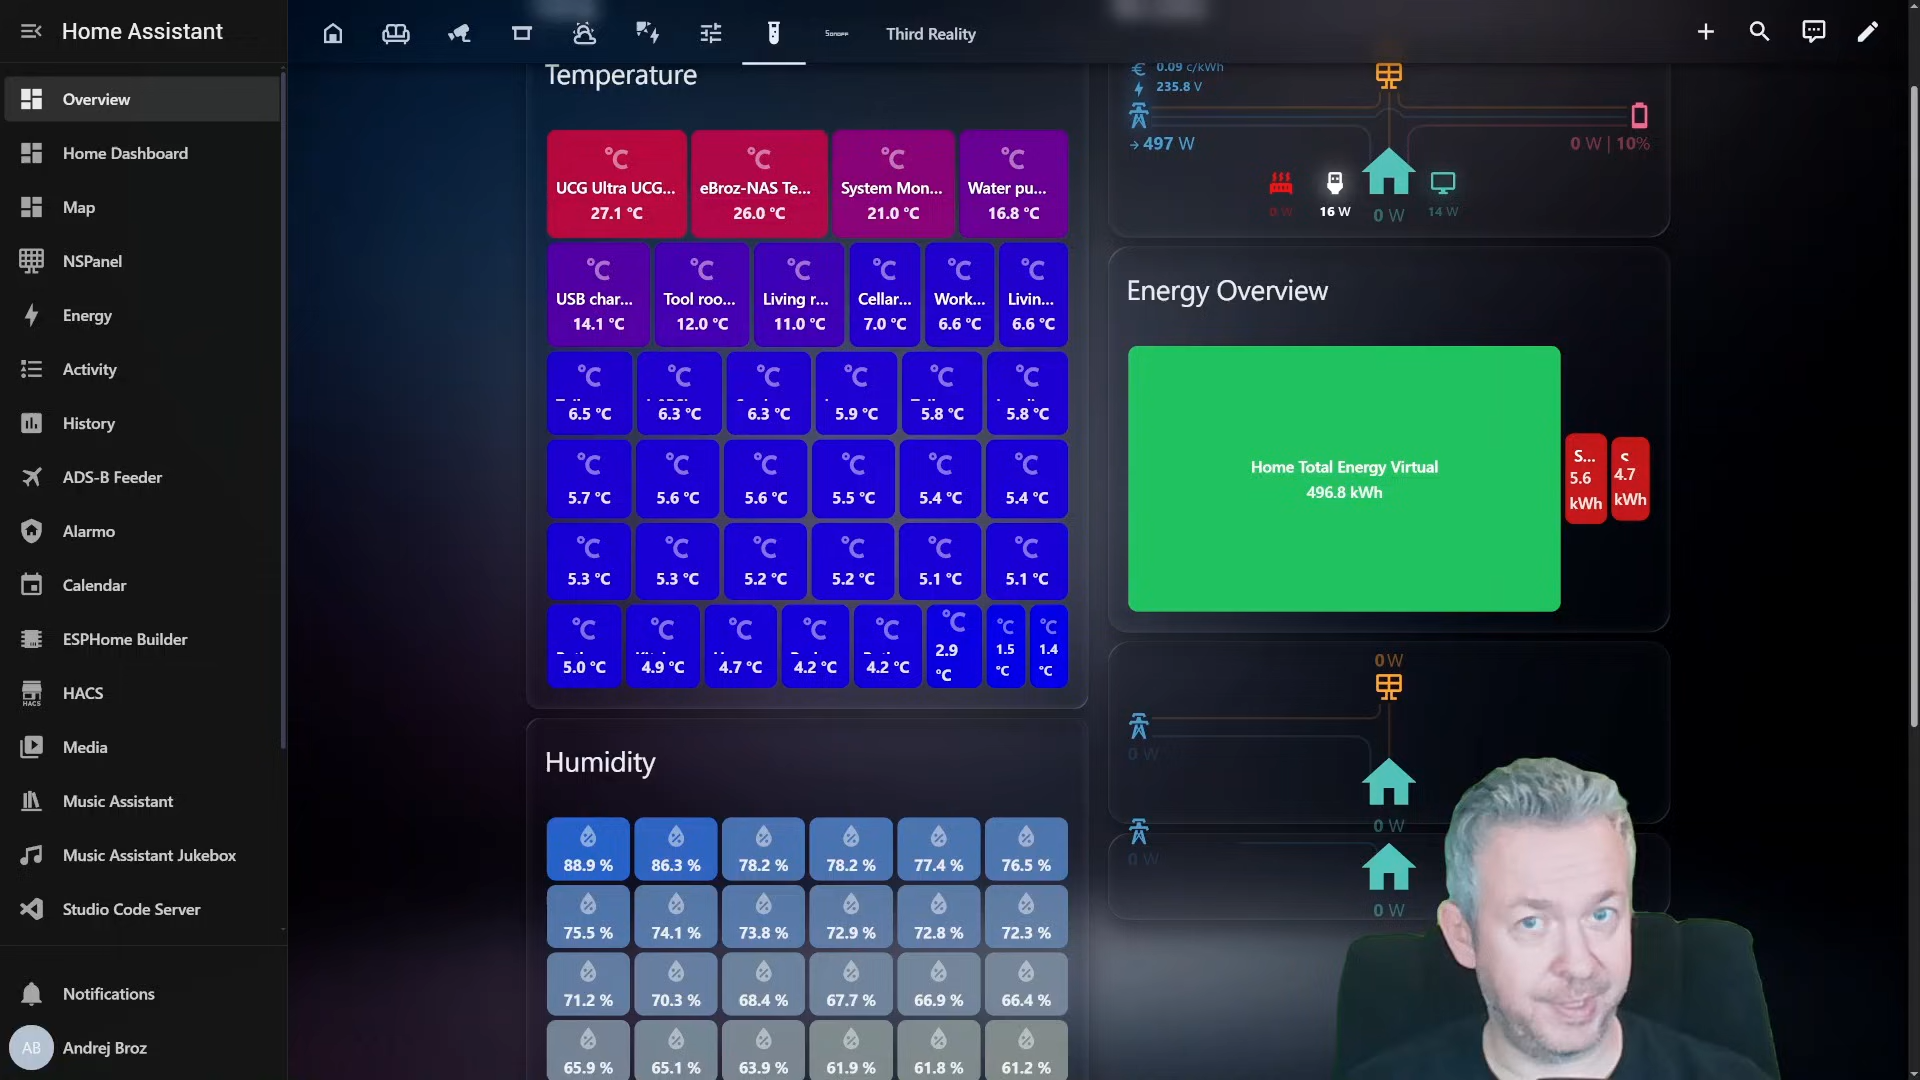 Home Assistant
Overview
Home Dashboard
Map
NSPanel
Energy
Activity
History
ADS-B Feeder
Alarmo
Calendar
ESPHome Builder
HACS
Media
Music Assistant
Music Assistant Jukebox
Studio Code Server
Notifications
AB
Andrej Broz
SONOFF
Third Reality
Temperature
°C °C °C °C
UCG Ultra UCG... eBroz-NAS Te... System Mon... Water pu...
27.1 °C 26.0 °C 21.0 °C 16.8 °C
°C °C °C °C °C °C
USB char... Tool roo... Living r... Cellar... Work... Livin...
14.1 °C 12.0 °C 11.0 °C 7.0 °C 6.6 °C 6.6 °C
°C °C °C °C °C °C
6.5 °C 6.3 °C 6.3 °C 5.9 °C 5.8 °C 5.8 °C
°C °C °C °C °C °C
5.7 °C 5.6 °C 5.6 °C 5.5 °C 5.4 °C 5.4 °C
°C °C °C °C °C °C
5.3 °C 5.3 °C 5.2 °C 5.2 °C 5.1 °C 5.1 °C
°C °C °C °C °C °C °C °C
5.0 °C 4.9 °C 4.7 °C 4.2 °C 4.2 °C 2.9 °C 1.5 °C 1.4 °C
Humidity
88.9 % 86.3 % 78.2 % 78.2 % 77.4 % 76.5 %
75.5 % 74.1 % 73.8 % 72.9 % 72.8 % 72.3 %
71.2 % 70.3 % 68.4 % 67.7 % 66.9 % 66.4 %
65.9 % 65.1 % 63.9 % 61.9 % 61.8 % 61.2 %
€ 0.09 c/kWh
235.8 V
→ 497 W
0 W | 10%
0 W 16 W 0 W 14 W
Energy Overview
Home Total Energy Virtual
496.8 kWh
S...
5.6
kWh
4.7
kWh
0 W
0 W
0 W
0 W
0 W